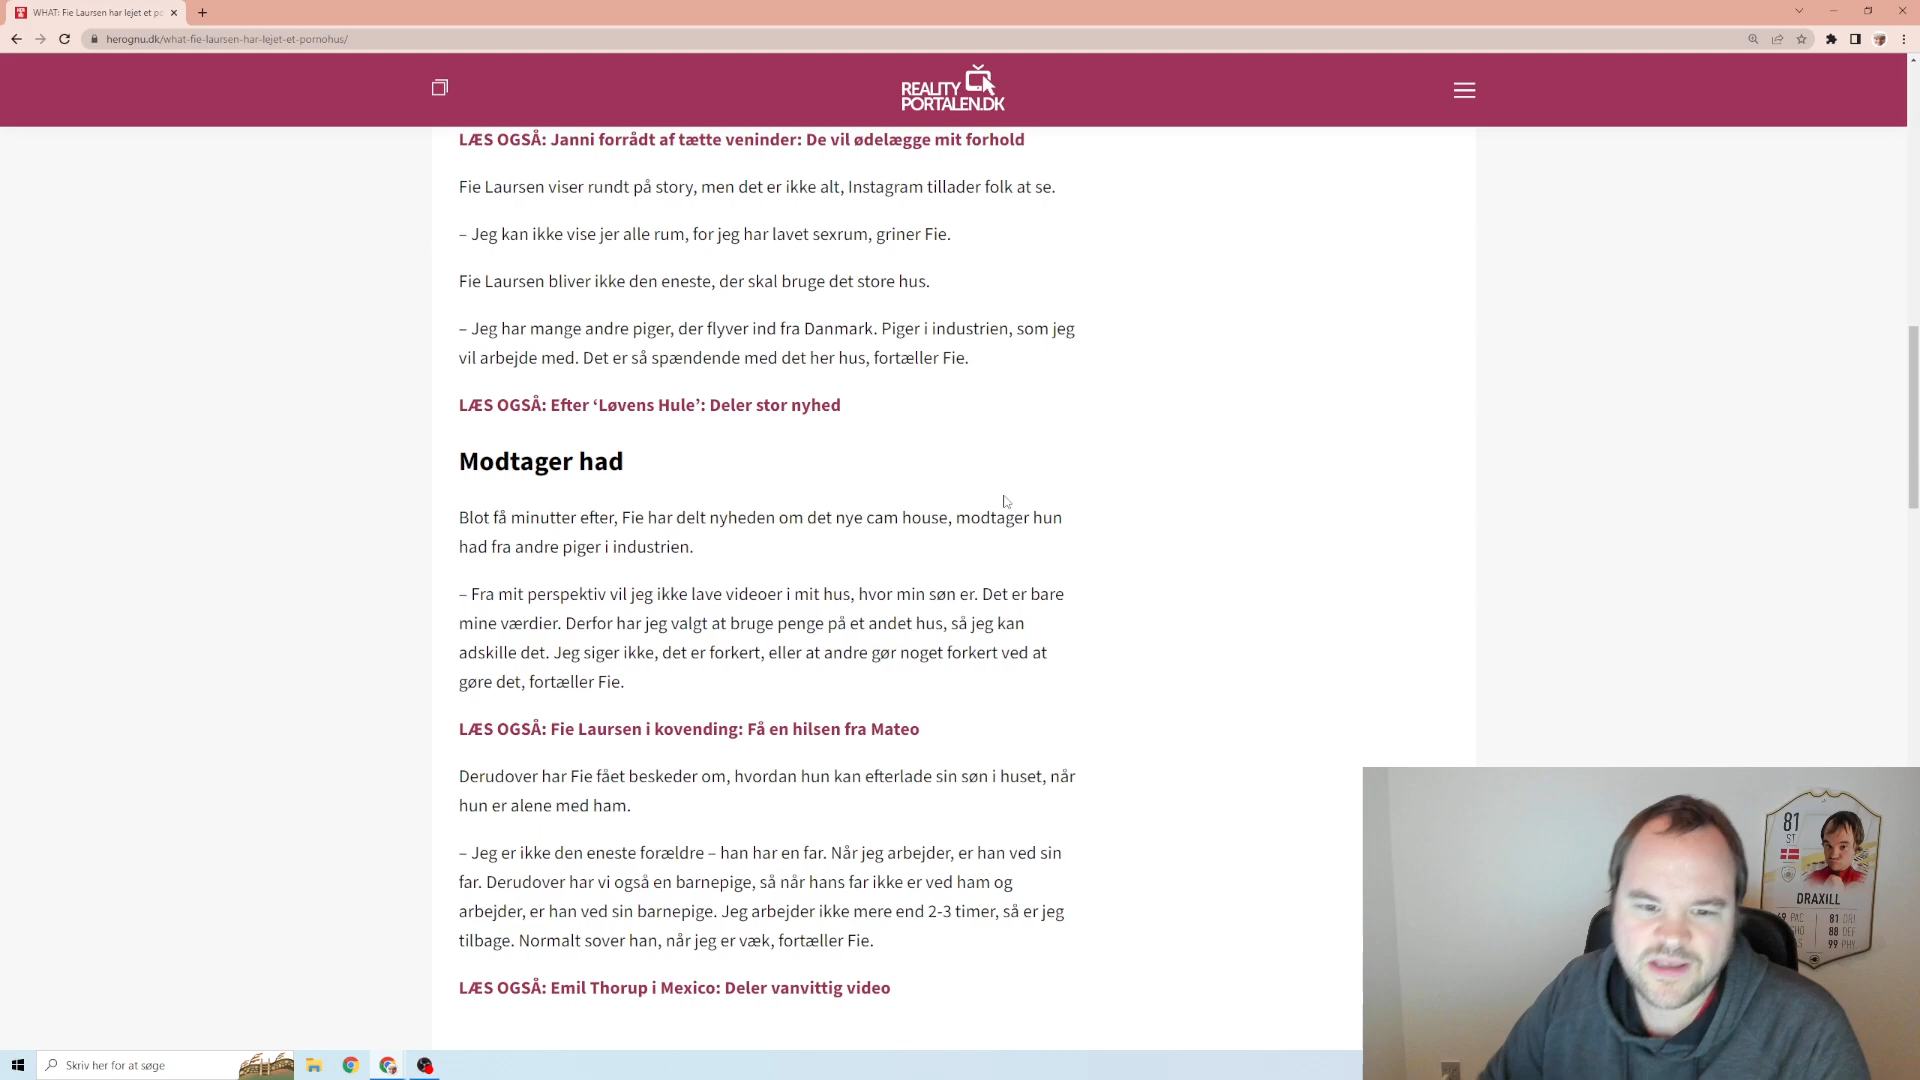 WHAT: Fie Laursen har lejet et po
herognu.dk/what-fie-laursen-har-lejet-et-pornohus/
REALITY
PORTALEN.DK
LÆS OGSÅ: Janni forrådt af tætte veninder: De vil ødelægge mit forhold
Fie Laursen viser rundt på story, men det er ikke alt, Instagram tillader folk at se.
– Jeg kan ikke vise jer alle rum, for jeg har lavet sexrum, griner Fie.
Fie Laursen bliver ikke den eneste, der skal bruge det store hus.
– Jeg har mange andre piger, der flyver ind fra Danmark. Piger i industrien, som jeg
vil arbejde med. Det er så spændende med det her hus, fortæller Fie.
LÆS OGSÅ: Efter ‘Løvens Hule’: Deler stor nyhed
Modtager had
Blot få minutter efter, Fie har delt nyheden om det nye cam house, modtager hun
had fra andre piger i industrien.
– Fra mit perspektiv vil jeg ikke lave videoer i mit hus, hvor min søn er. Det er bare
mine værdier. Derfor har jeg valgt at bruge penge på et andet hus, så jeg kan
adskille det. Jeg siger ikke, det er forkert, eller at andre gør noget forkert ved at
gøre det, fortæller Fie.
LÆS OGSÅ: Fie Laursen i kovending: Få en hilsen fra Mateo
Derudover har Fie fået beskeder om, hvordan hun kan efterlade sin søn i huset, når
hun er alene med ham.
– Jeg er ikke den eneste forældre – han har en far. Når jeg arbejder, er han ved sin
far. Derudover har vi også en barnepige, så når hans far ikke er ved ham og
arbejder, er han ved sin barnepige. Jeg arbejder ikke mere end 2-3 timer, så er jeg
tilbage. Normalt sover han, når jeg er væk, fortæller Fie.
LÆS OGSÅ: Emil Thorup i Mexico: Deler vanvittig video
81
ST
DRAXILL
PAC 81 DRI
88 DEF
99 PHY
Skriv her for at søge